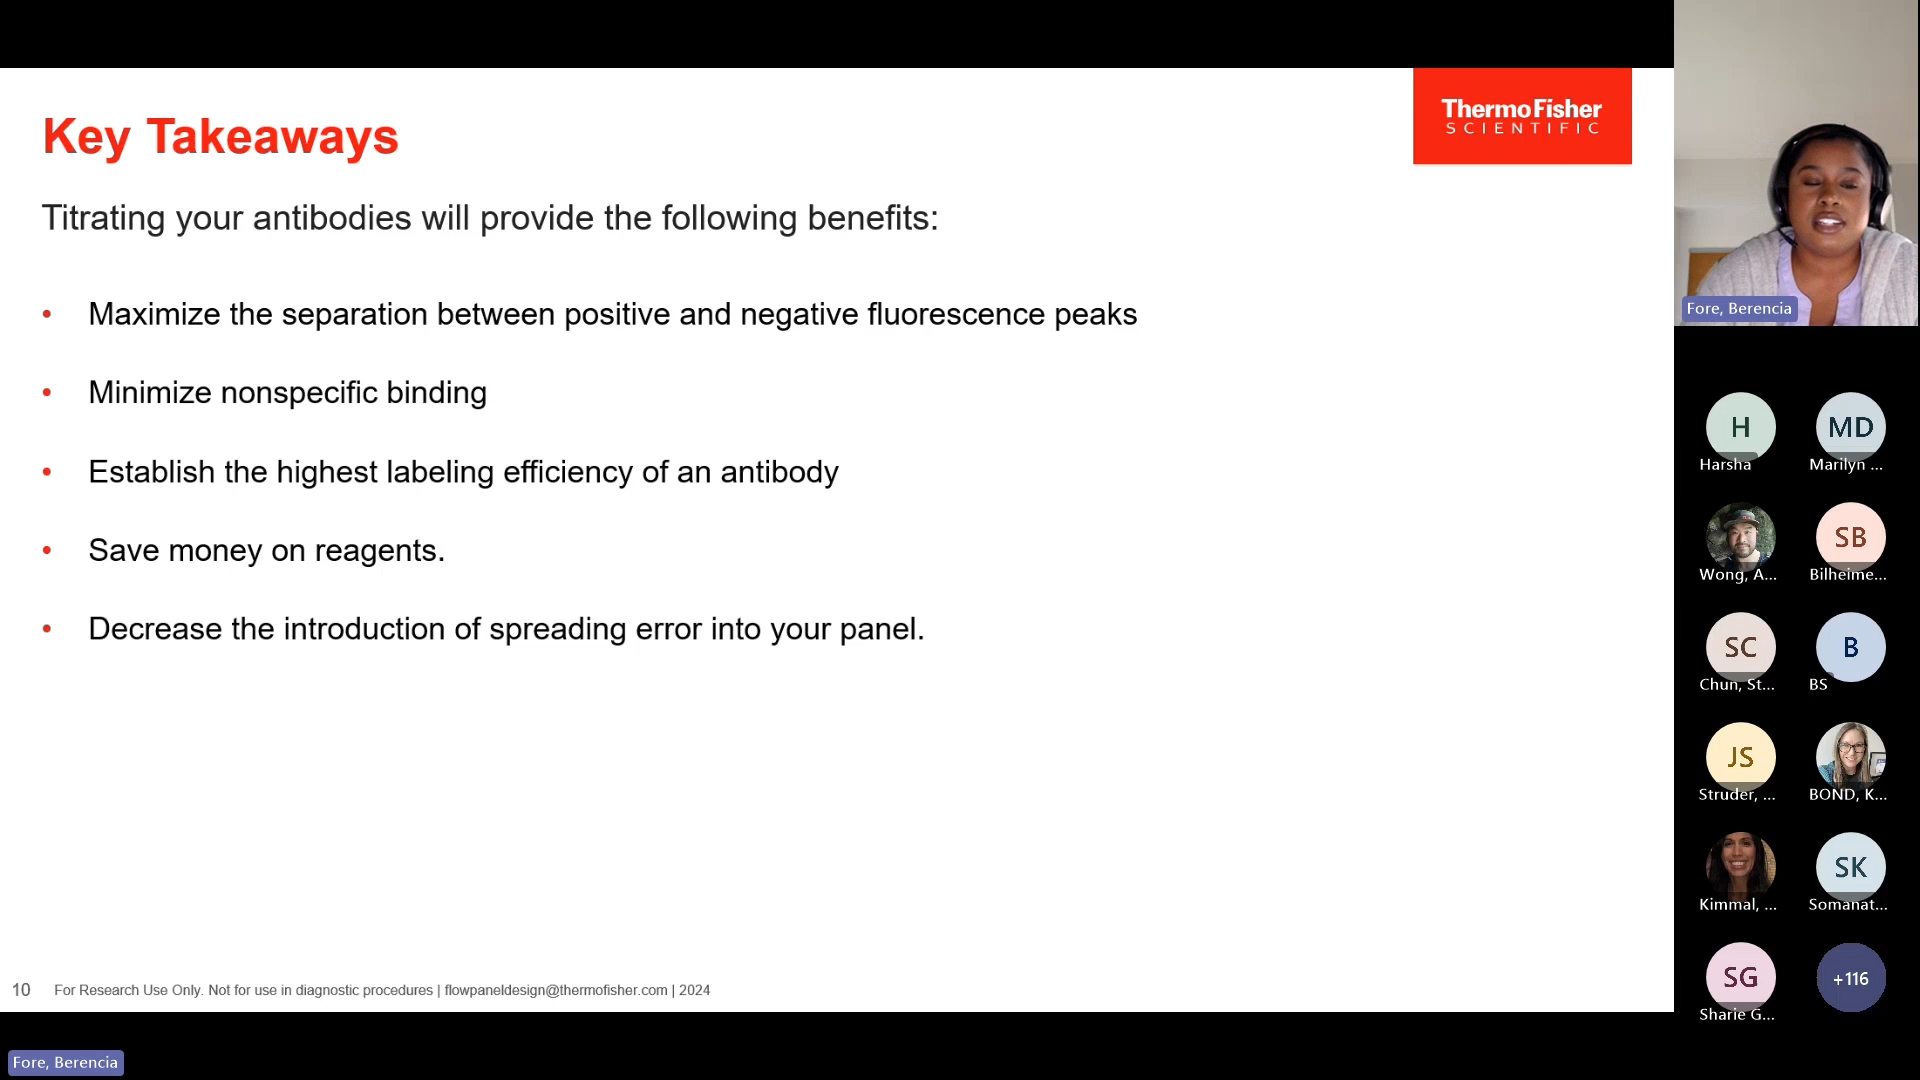 Key Takeaways
ThermoFisher
SCIENTIFIC
Titrating your antibodies will provide the following benefits:
• Maximize the separation between positive and negative fluorescence peaks
• Minimize nonspecific binding
• Establish the highest labeling efficiency of an antibody
• Save money on reagents.
• Decrease the introduction of spreading error into your panel.
10 For Research Use Only. Not for use in diagnostic procedures | flowpaneldesign@thermofisher.com | 2024
Fore, Berencia
Fore, Berencia
H MD
Harsha Marilyn ...
SB
Wong, A... Bilheime...
SC B
Chun, St... BS
JS
Struder, ... BOND, K...
SK
Kimmal, ... Somanat...
SG +116
Sharie G...